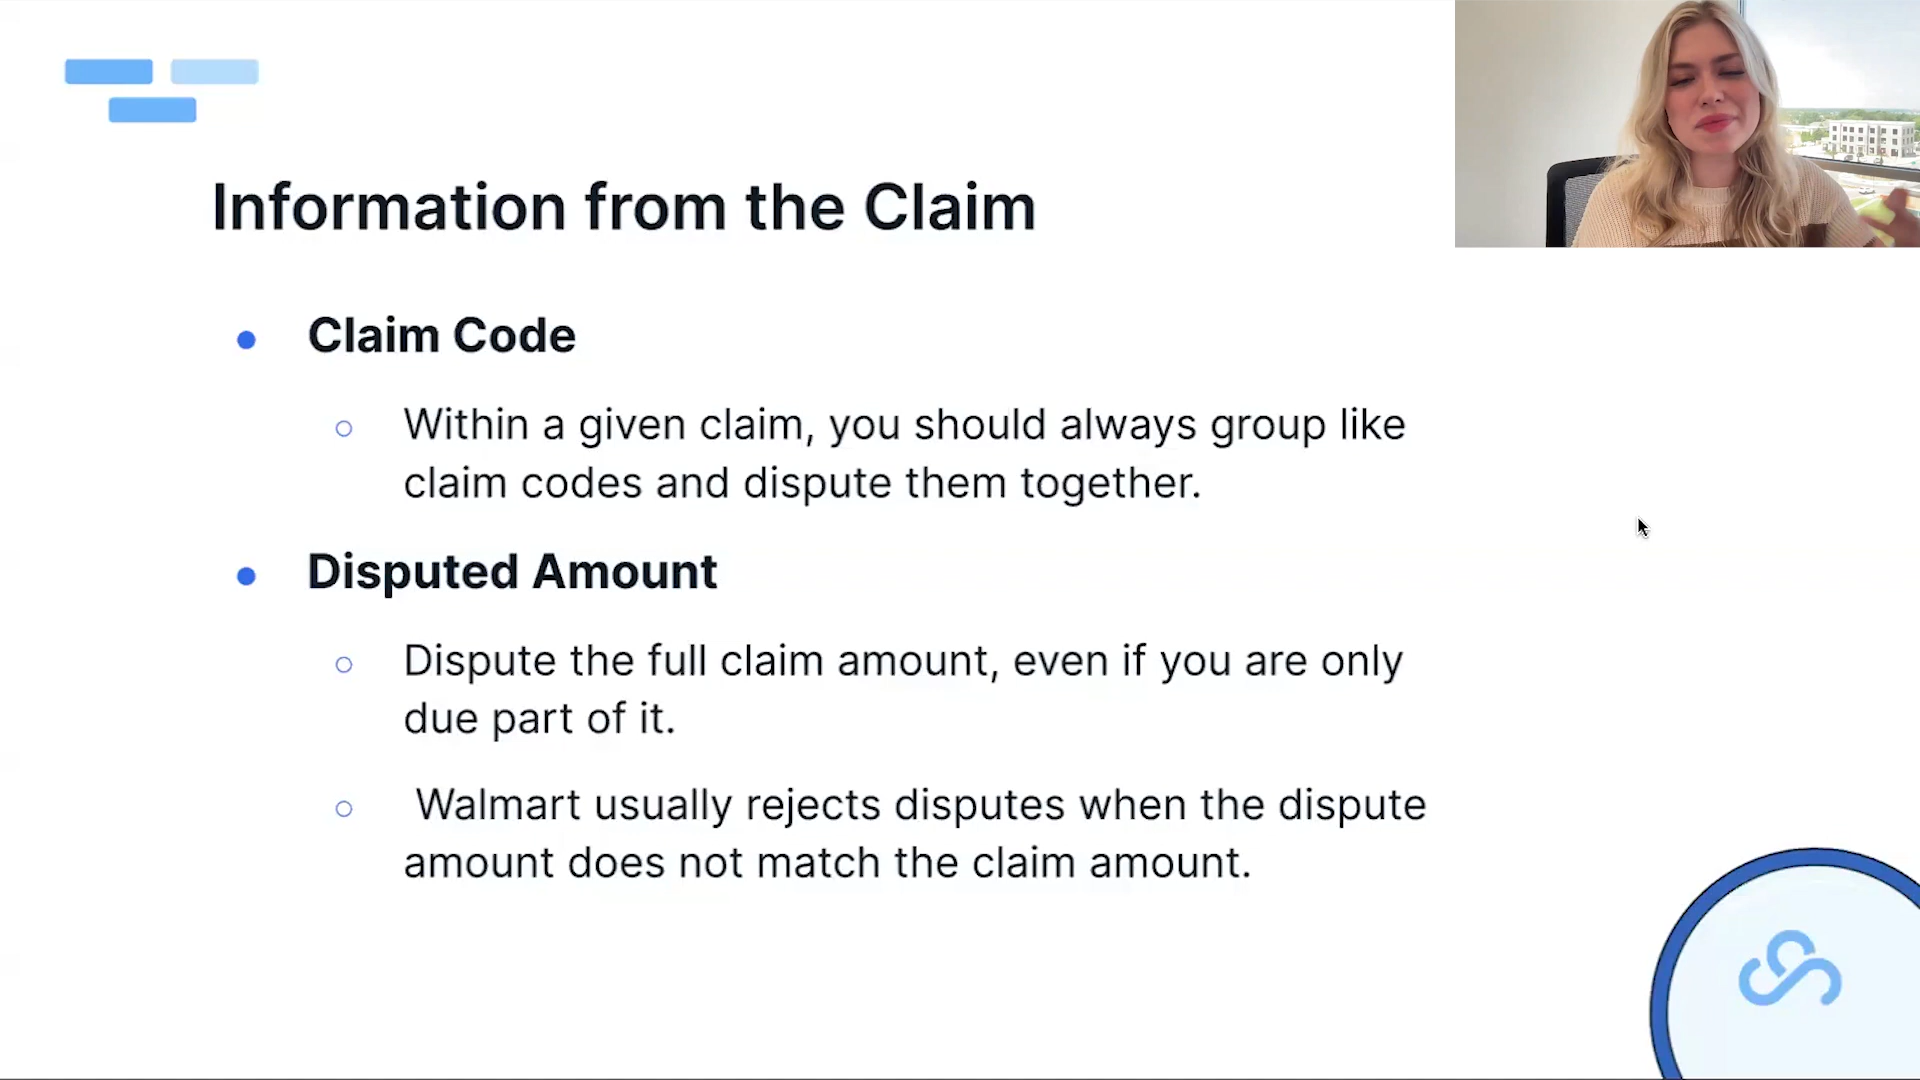 Information from the Claim
Claim Code
Within a given claim, you should always group like
claim codes and dispute them together.
Disputed Amount
Dispute the full claim amount, even if you are only
due part of it.
Walmart usually rejects disputes when the dispute
amount does not match the claim amount.